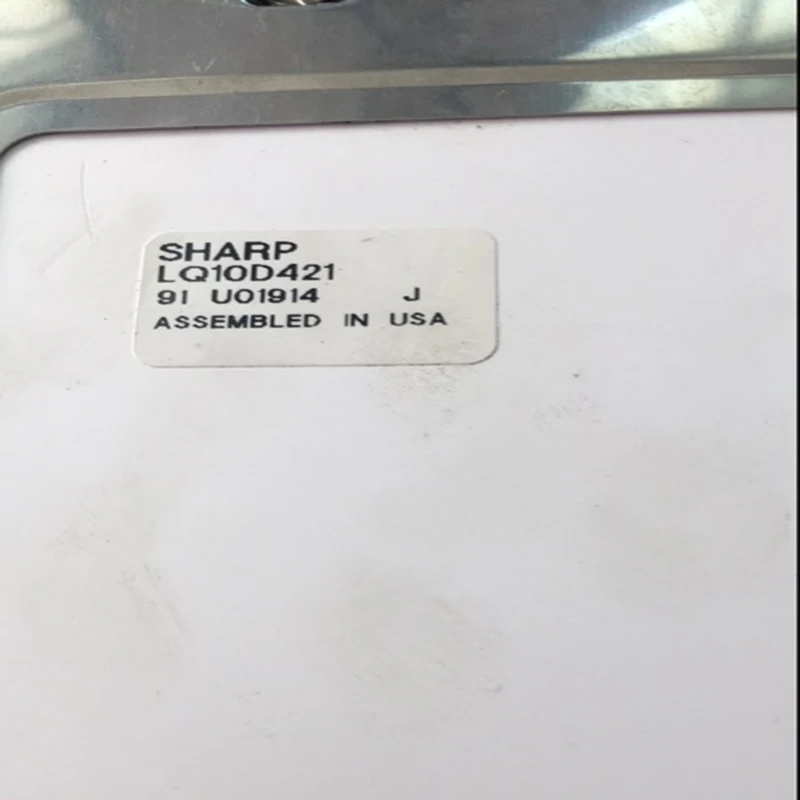 SHARP
LQ10D421
91 U01914 J
ASSEMBLED IN USA